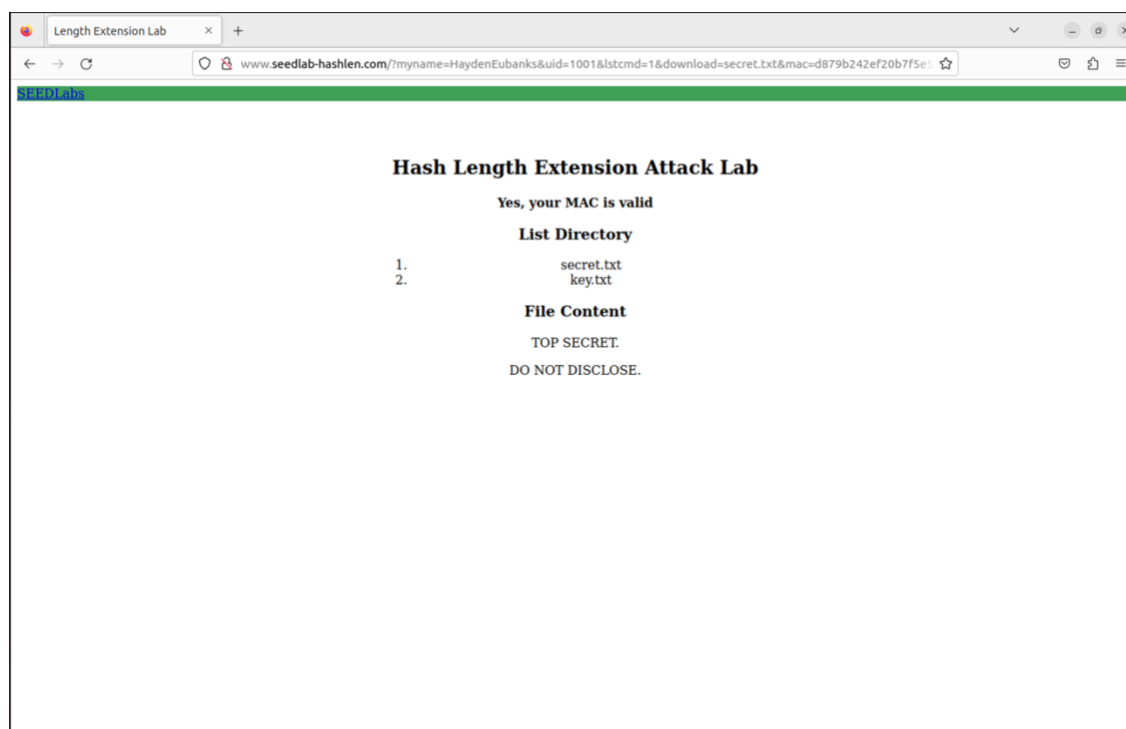 Length Extension Lab
www.seedlab-hashlen.com/?myname=HaydenEubanks&uid=1001&lstcmd=1&download=secret.txt&mac=d879b242ef20b7f5e5
SEEDLabs
Hash Length Extension Attack Lab
Yes, your MAC is valid
List Directory
1. secret.txt
2. key.txt
File Content
TOP SECRET.
DO NOT DISCLOSE.